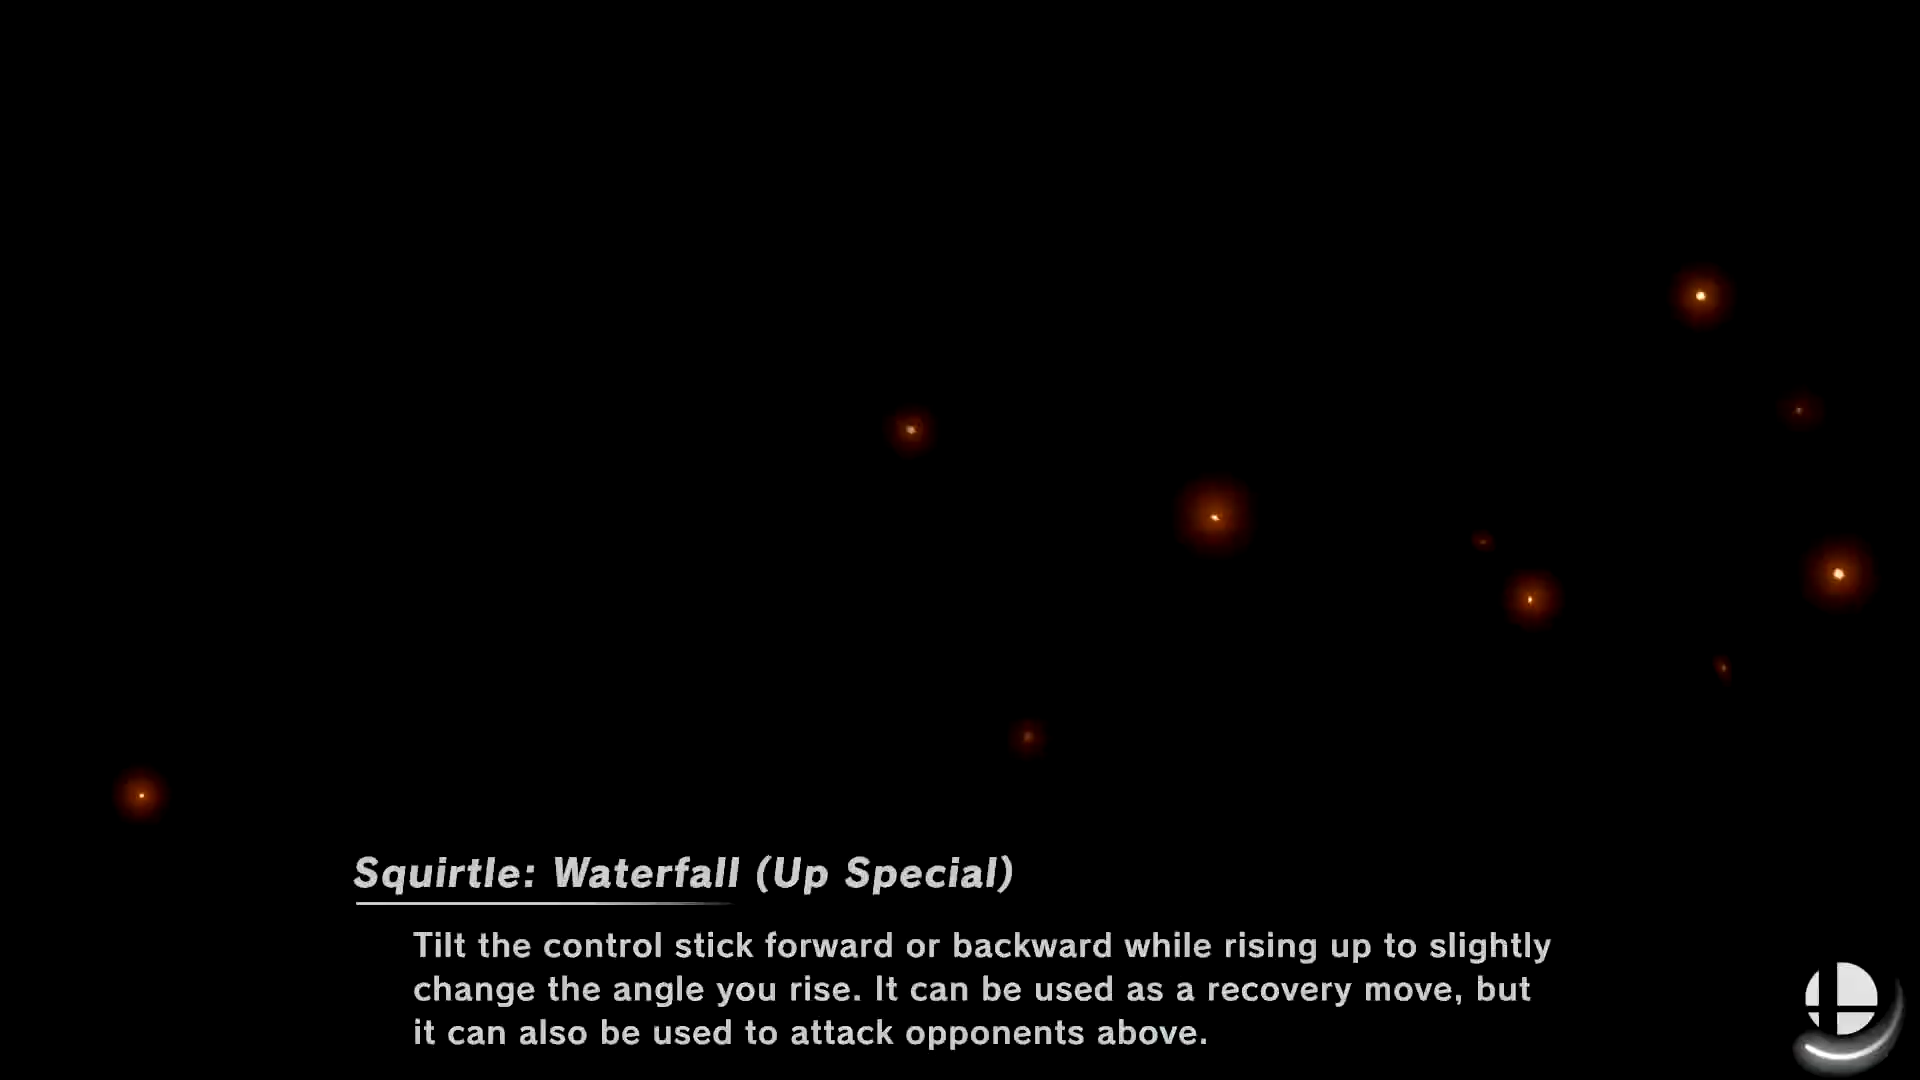 Squirtle: Waterfall (Up Special)
Tilt the control stick forward or backward while rising up to slightly
change the angle you rise. It can be used as a recovery move, but
it can also be used to attack opponents above.